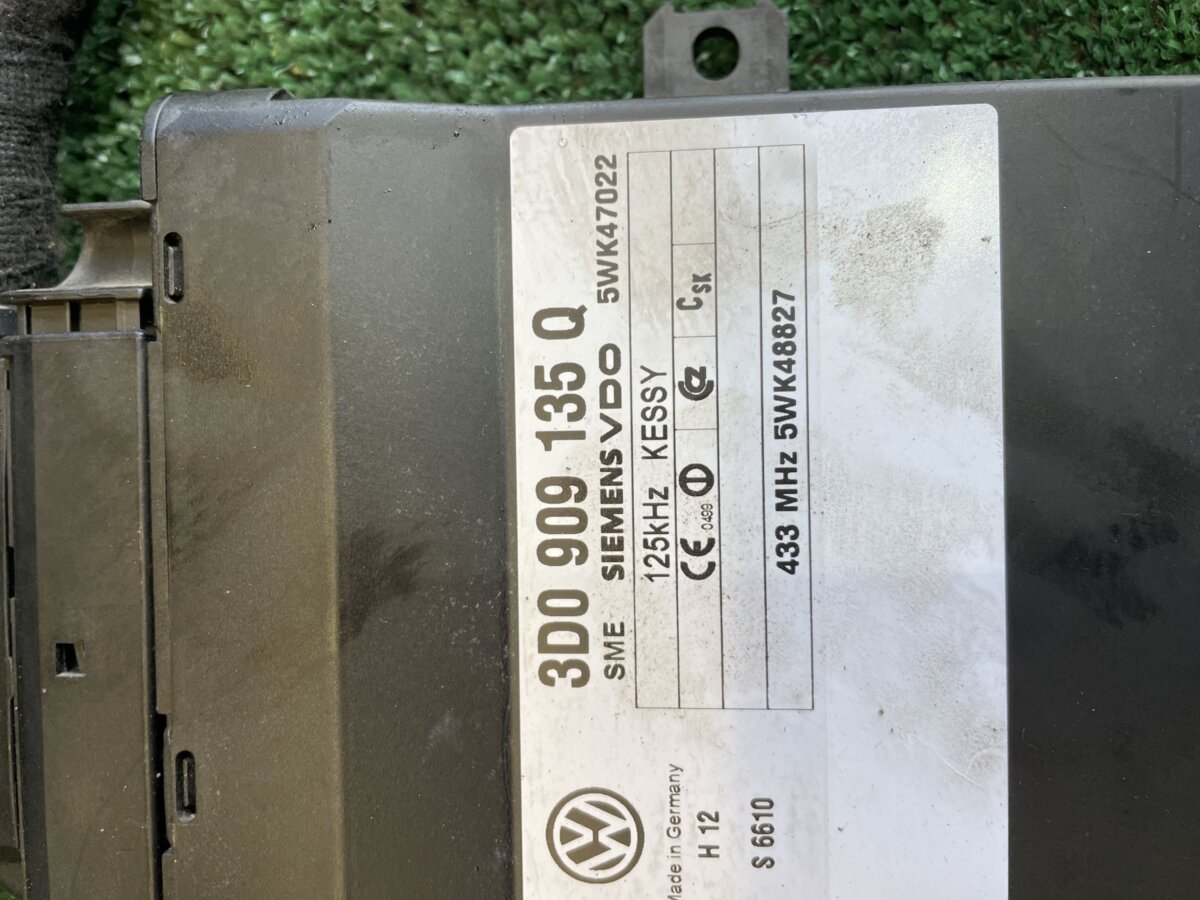 3D0 909 135 Q
SME SIEMENS VDO 5WK47022
125kHz KESSY
CE 0499 CSK
433 MHz 5WK48827
Made in Germany
H 12
S 6610